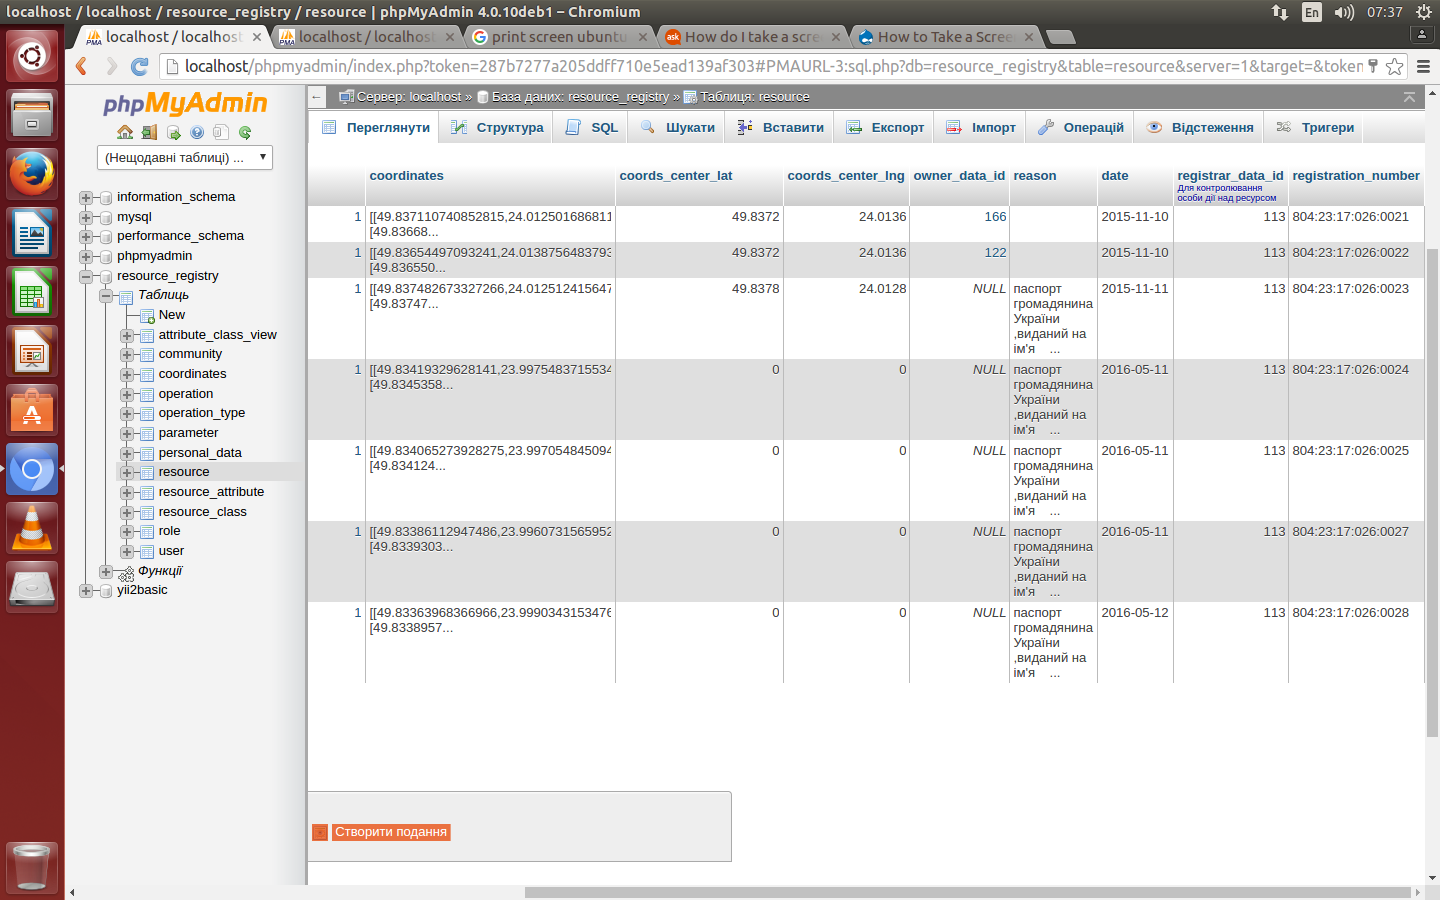 localhost / localhost / resource_registry / resource | phpMyAdmin 4.0.10deb1 – Chromium
En
07:37
localhost / localhost
localhost / localhost
print screen ubuntu
How do I take a scre
How to Take a Scree
localhost/phpmyadmin/index.php?token=287b7277a205ddff710e5ead139af303#PMAURL-3:sql.php?db=resource_registry&table=resource&server=1&target=&token
phpMyAdmin
(Нещодавні таблиці) ...
information_schema
mysql
performance_schema
phpmyadmin
resource_registry
Таблиць
New
attribute_class_view
community
coordinates
operation
operation_type
parameter
personal_data
resource
resource_attribute
resource_class
role
user
Функції
yii2basic
Сервер: localhost » База даних: resource_registry » Таблиця: resource
Переглянути Структура SQL Шукати Вставити Експорт Імпорт Операцій Відстеження Тригери
coordinates coords_center_lat coords_center_lng owner_data_id reason date registrar_data_id registration_number
Для контролювання
особи дії над ресурсом
1 [[49.837110740852815,24.012501686811 49.8372 24.0136 166 2015-11-10 113 804:23:17:026:0021
[49.83668...
1 [[49.83654497093241,24.0138756483793 49.8372 24.0136 122 2015-11-10 113 804:23:17:026:0022
[49.836550...
1 [[49.837482673327266,24.012512415647 49.8378 24.0128 NULL паспорт 2015-11-11 113 804:23:17:026:0023
[49.83747... громадянина
України
,виданий на
ім'я ...
1 [[49.83419329628141,23.9975483715534 0 0 NULL паспорт 2016-05-11 113 804:23:17:026:0024
[49.8345358... громадянина
України
,виданий на
ім'я ...
1 [[49.834065273928275,23.997054845094 0 0 NULL паспорт 2016-05-11 113 804:23:17:026:0025
[49.834124... громадянина
України
,виданий на
ім'я ...
1 [[49.83386112947486,23.9960731565952 0 0 NULL паспорт 2016-05-11 113 804:23:17:026:0027
[49.8339303... громадянина
України
,виданий на
ім'я ...
1 [[49.83363968366966,23.9990343153476 0 0 NULL паспорт 2016-05-12 113 804:23:17:026:0028
[49.8338957... громадянина
України
,виданий на
ім'я ...
Створити подання